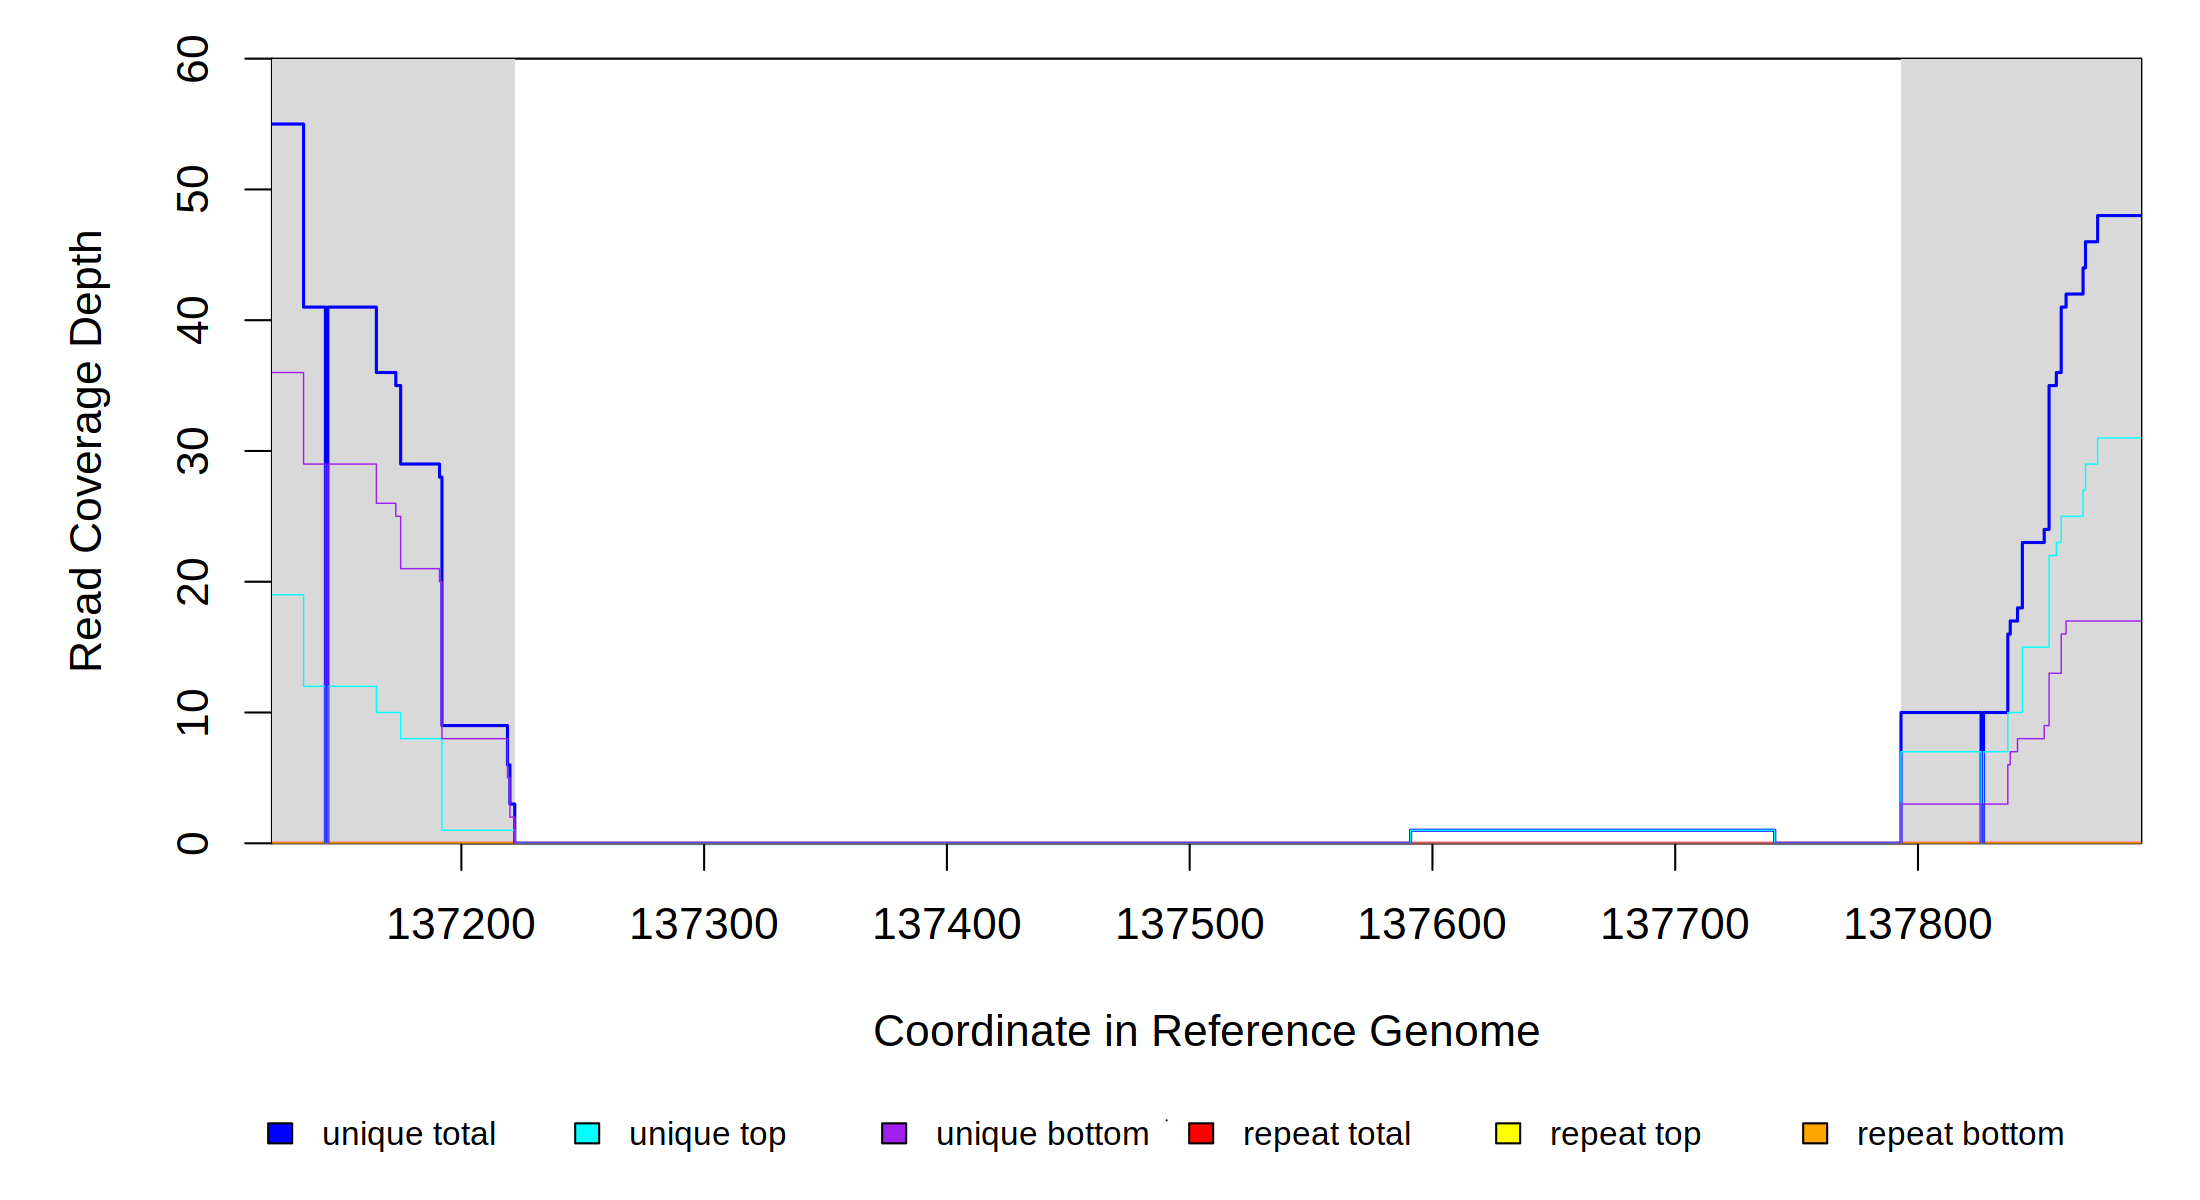 60
50
40
30
20
10
0
Read Coverage Depth
137200 137300 137400 137500 137600 137700 137800
Coordinate in Reference Genome
unique total unique top unique bottom repeat total repeat top repeat bottom